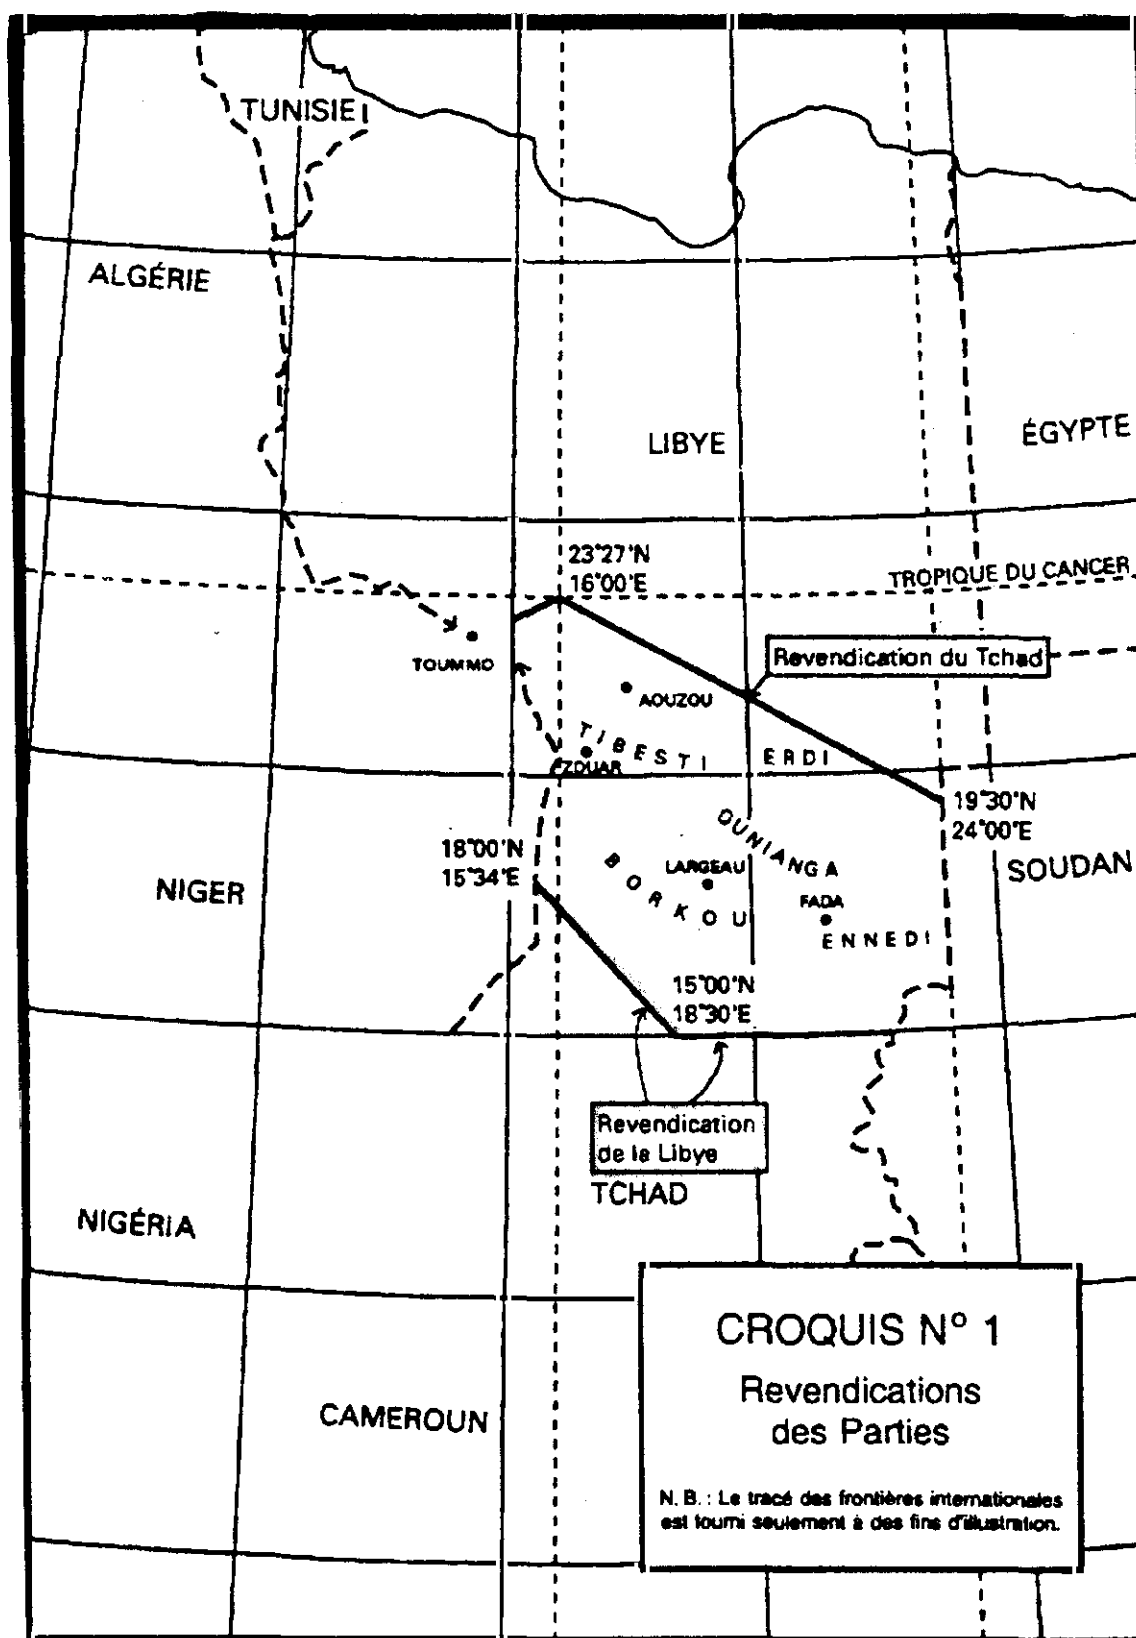 TUNISIE
ALGÉRIE
LIBYE
ÉGYPTE
23°27'N
16°00'E
TROPIQUE DU CANCER
TOUMMO
Revendication du Tchad
AOUZOU
TIBESTI
ERDI
EZOUAR
19°30'N
24°00'E
OUNIANGA
18°00'N
15°34'E
LARGEAU
SOUDAN
NIGER
BORKOU
FADA
ENNEDI
15°00'N
18°30'E
Revendication
de la Libye
TCHAD
NIGÉRIA
CROQUIS N° 1
Revendications
des Parties
CAMEROUN
N. B. : Le tracé des frontières internationales
est fourni seulement à des fins d'illustration.